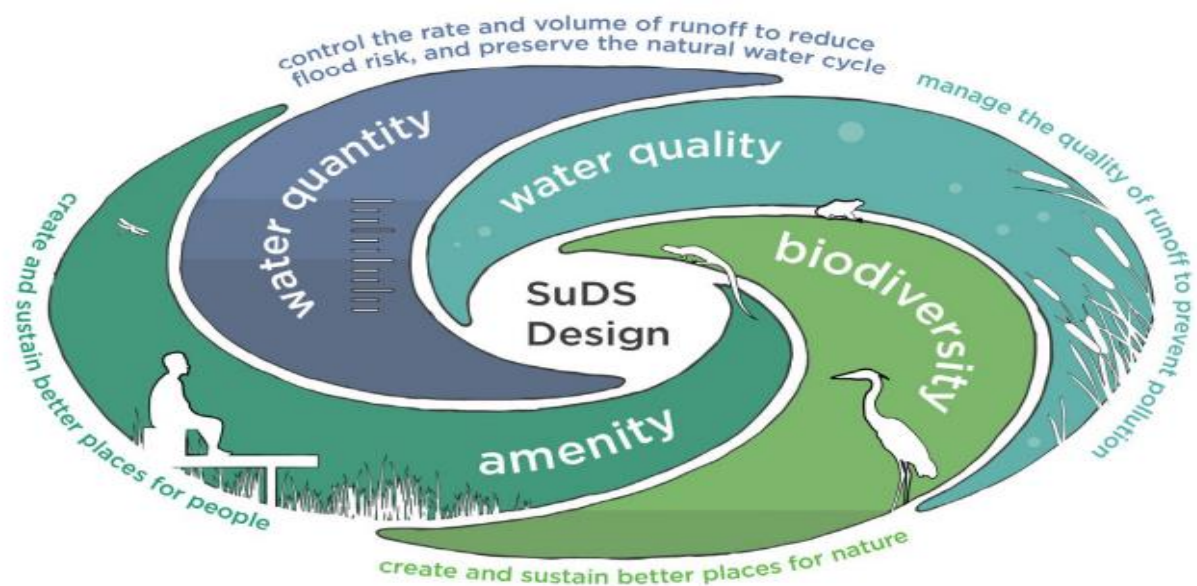 control the rate and volume of runoff to reduce
flood risk, and preserve the natural water cycle
manage the quality of runoff to prevent pollution
water quantity
water quality
biodiversity
SuDS
Design
amenity
create and sustain better places for people
create and sustain better places for nature